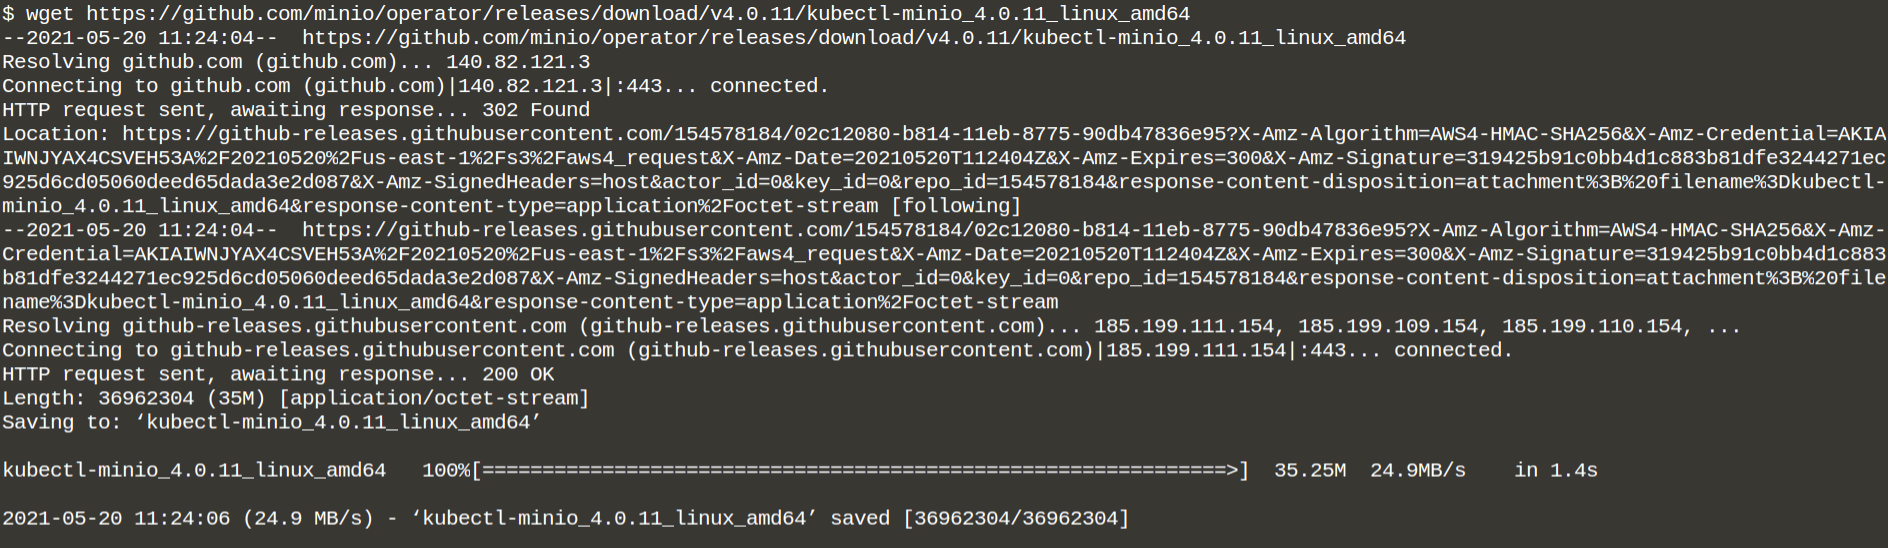 $ wget https://github.com/minio/operator/releases/download/v4.0.11/kubectl-minio_4.0.11_linux_amd64
--2021-05-20 11:24:04--  https://github.com/minio/operator/releases/download/v4.0.11/kubectl-minio_4.0.11_linux_amd64
Resolving github.com (github.com)... 140.82.121.3
Connecting to github.com (github.com)|140.82.121.3|:443... connected.
HTTP request sent, awaiting response... 302 Found
Location: https://github-releases.githubusercontent.com/154578184/02c12080-b814-11eb-8775-90db47836e95?X-Amz-Algorithm=AWS4-HMAC-SHA256&X-Amz-Credential=AKIA
IWNJYAX4CSVEH53A%2F20210520%2Fus-east-1%2Fs3%2Faws4_request&X-Amz-Date=20210520T112404Z&X-Amz-Expires=300&X-Amz-Signature=319425b91c0bb4d1c883b81dfe3244271ec
925d6cd05060deed65dada3e2d087&X-Amz-SignedHeaders=host&actor_id=0&key_id=0&repo_id=154578184&response-content-disposition=attachment%3B%20filename%3Dkubectl-
minio_4.0.11_linux_amd64&response-content-type=application%2Foctet-stream [following]
--2021-05-20 11:24:04--  https://github-releases.githubusercontent.com/154578184/02c12080-b814-11eb-8775-90db47836e95?X-Amz-Algorithm=AWS4-HMAC-SHA256&X-Amz-
Credential=AKIAIWNJYAX4CSVEH53A%2F20210520%2Fus-east-1%2Fs3%2Faws4_request&X-Amz-Date=20210520T112404Z&X-Amz-Expires=300&X-Amz-Signature=319425b91c0bb4d1c883
b81dfe3244271ec925d6cd05060deed65dada3e2d087&X-Amz-SignedHeaders=host&actor_id=0&key_id=0&repo_id=154578184&response-content-disposition=attachment%3B%20file
name%3Dkubectl-minio_4.0.11_linux_amd64&response-content-type=application%2Foctet-stream
Resolving github-releases.githubusercontent.com (github-releases.githubusercontent.com)... 185.199.111.154, 185.199.109.154, 185.199.110.154, ...
Connecting to github-releases.githubusercontent.com (github-releases.githubusercontent.com)|185.199.111.154|:443... connected.
HTTP request sent, awaiting response... 200 OK
Length: 36962304 (35M) [application/octet-stream]
Saving to: ‘kubectl-minio_4.0.11_linux_amd64’
kubectl-minio_4.0.11_linux_amd64   100%[==============================================================>]  35.25M  24.9MB/s    in 1.4s
2021-05-20 11:24:06 (24.9 MB/s) - ‘kubectl-minio_4.0.11_linux_amd64’ saved [36962304/36962304]